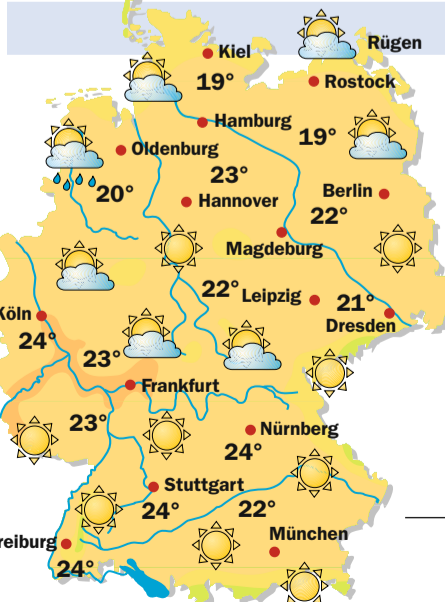 Kiel
Rügen
19°
Rostock
Hamburg
19°
Oldenburg
23°
20°
Hannover
Berlin
22°
Magdeburg
22°
Leipzig
21°
Köln
Dresden
24°
23°
Frankfurt
23°
Nürnberg
24°
Stuttgart
24°
22°
München
reiburg
24°